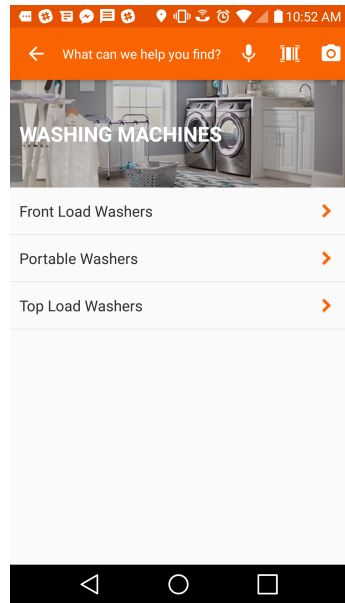 10:52 AM
What can we help you find?
WASHING MACHINES
Front Load Washers
Portable Washers
Top Load Washers